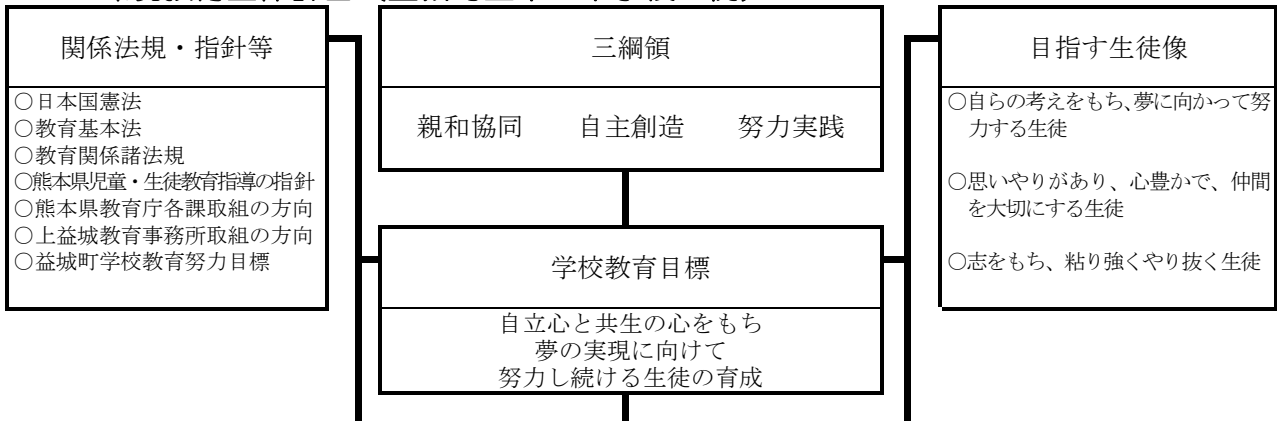 関係法規・指針等
○日本国憲法
○教育基本法
○教育関係諸法規
○熊本県児童・生徒教育指導の指針
○熊本県教育庁各課取組の方向
○上益城教育事務所取組の方向
○益城町学校教育努力目標
三綱領
親和協同 自主創造 努力実践
学校教育目標
自立心と共生の心をもち
夢の実現に向けて
努力し続ける生徒の育成
目指す生徒像
○自らの考えをもち、夢に向かって努
力する生徒
○思いやりがあり、心豊かで、仲間
を大切にする生徒
○志をもち、粘り強くやり抜く生徒